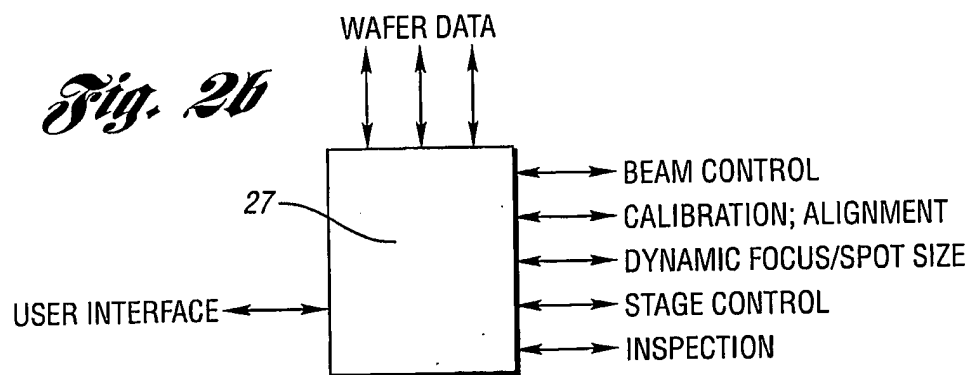 WAFER DATA
Fig. 2b
BEAM CONTROL
27
CALIBRATION; ALIGNMENT
DYNAMIC FOCUS/SPOT SIZE
USER INTERFACE
STAGE CONTROL
INSPECTION